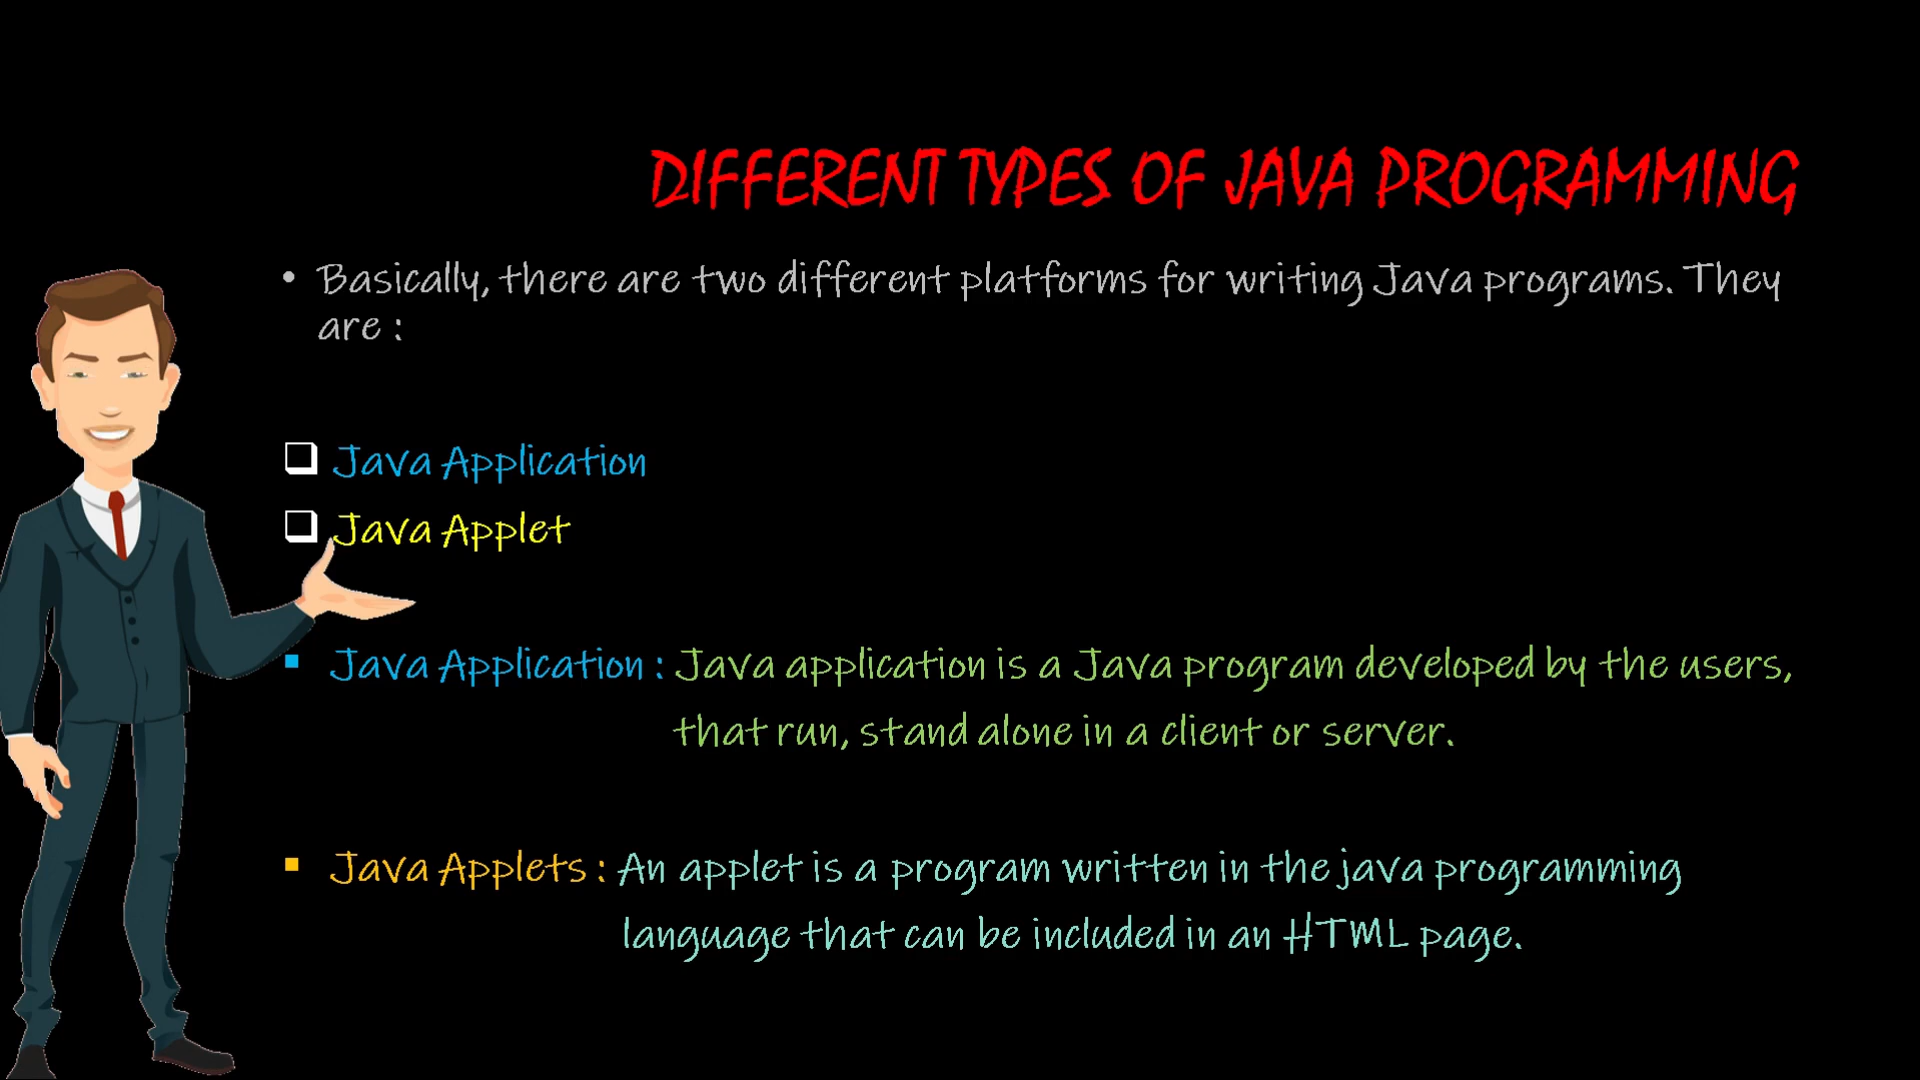 DIFFERENT TYPES OF JAVA PROGRAMMING
• Basically, there are two different platforms for writing Java programs. They
are :
❑ Java Application
❑ Java Applet
▪ Java Application : Java application is a Java program developed by the users,
that run, stand alone in a client or server.
▪ Java Applets : An applet is a program written in the java programming
language that can be included in an HTML page.